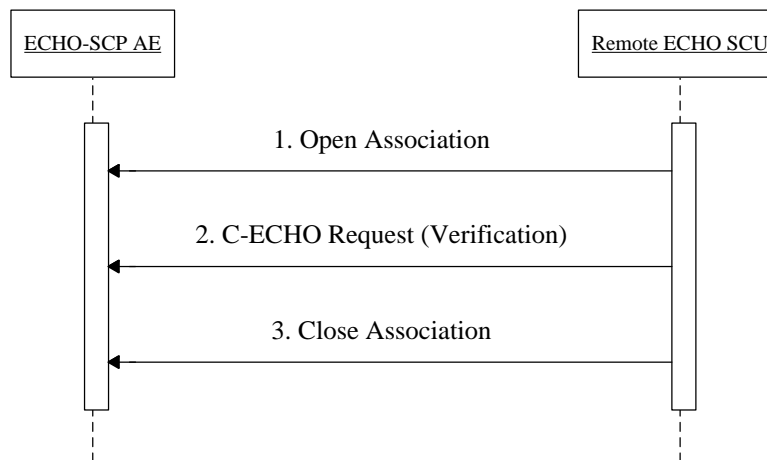 ECHO-SCP AE
Remote ECHO SCU
1. Open Association
2. C-ECHO Request (Verification)
3. Close Association